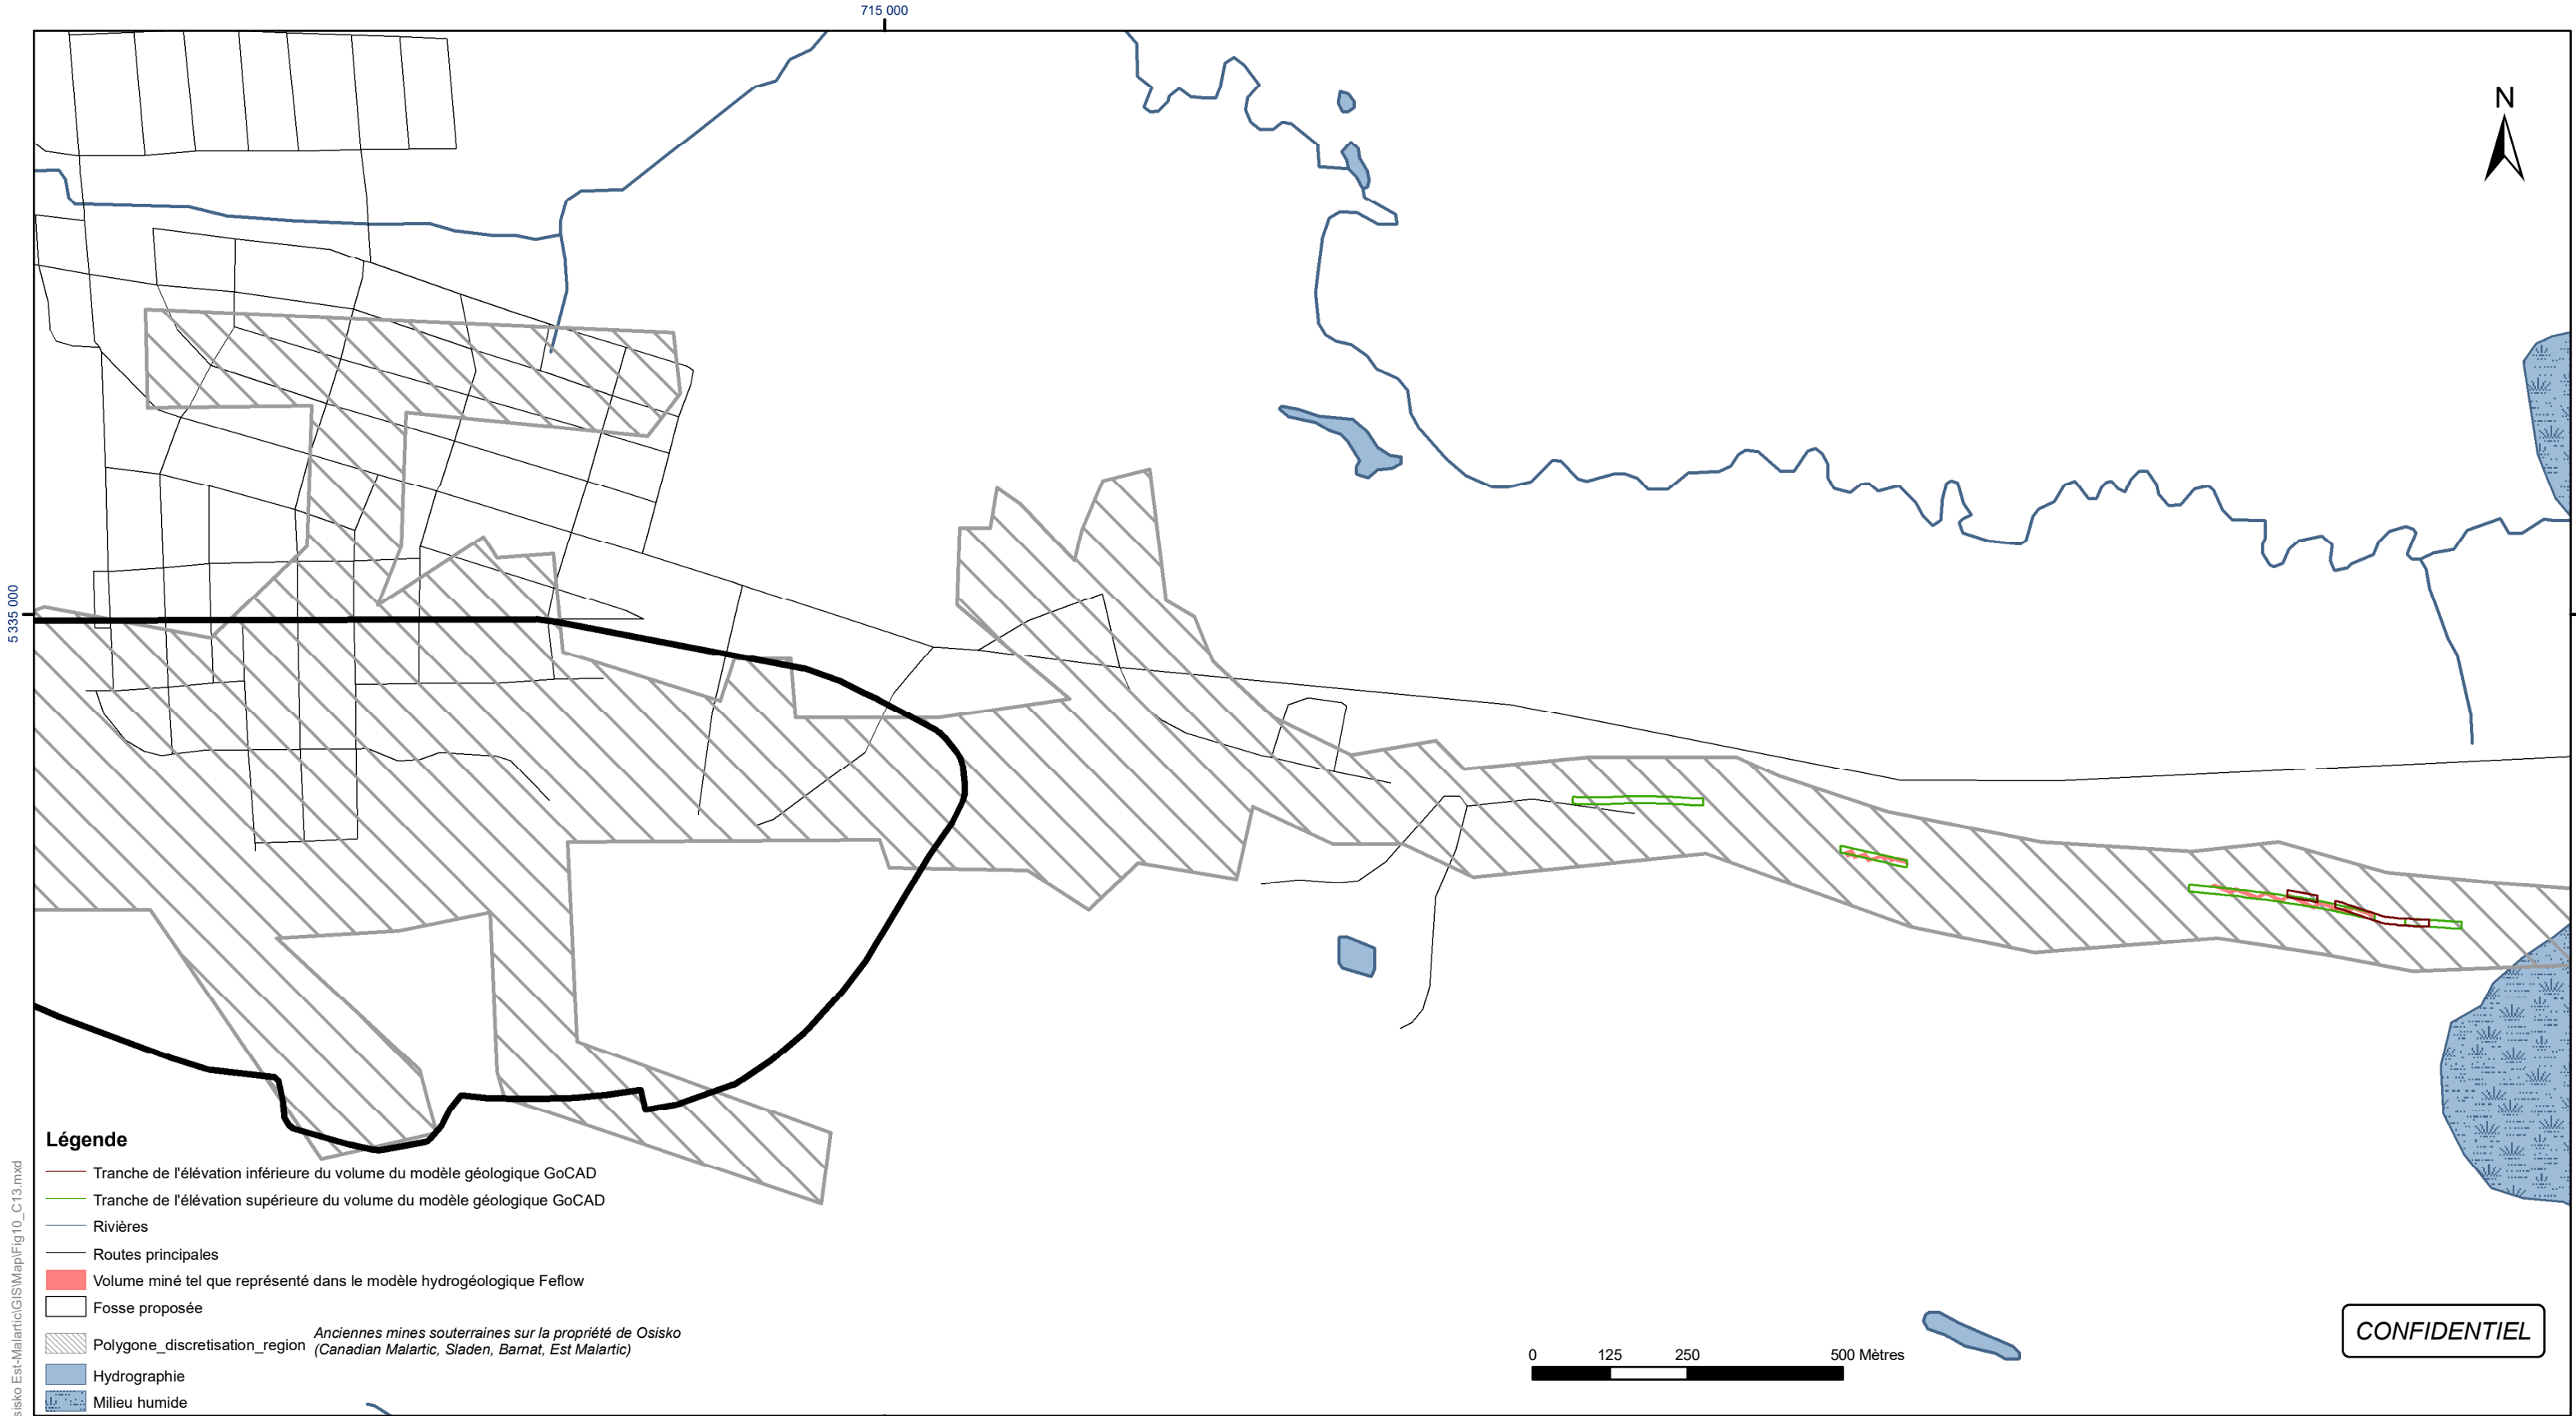 715 000
N
5 335 000
Légende
Tranche de l'élévation inférieure du volume du modèle géologique GoCAD
Tranche de l'élévation supérieure du volume du modèle géologique GoCAD
Rivières
Routes principales
Volume miné tel que représenté dans le modèle hydrogéologique Feflow
Fosse proposée
Polygone_discretisation_region Anciennes mines souterraines sur la propriété de Osisko
(Canadian Malartic, Sladen, Barnat, Est Malartic)
Hydrographie
Milieu humide
0 125 250 500 Mètres
CONFIDENTIEL
sisko Est-Malartic\GIS\Map\Fig10_C13.mxd